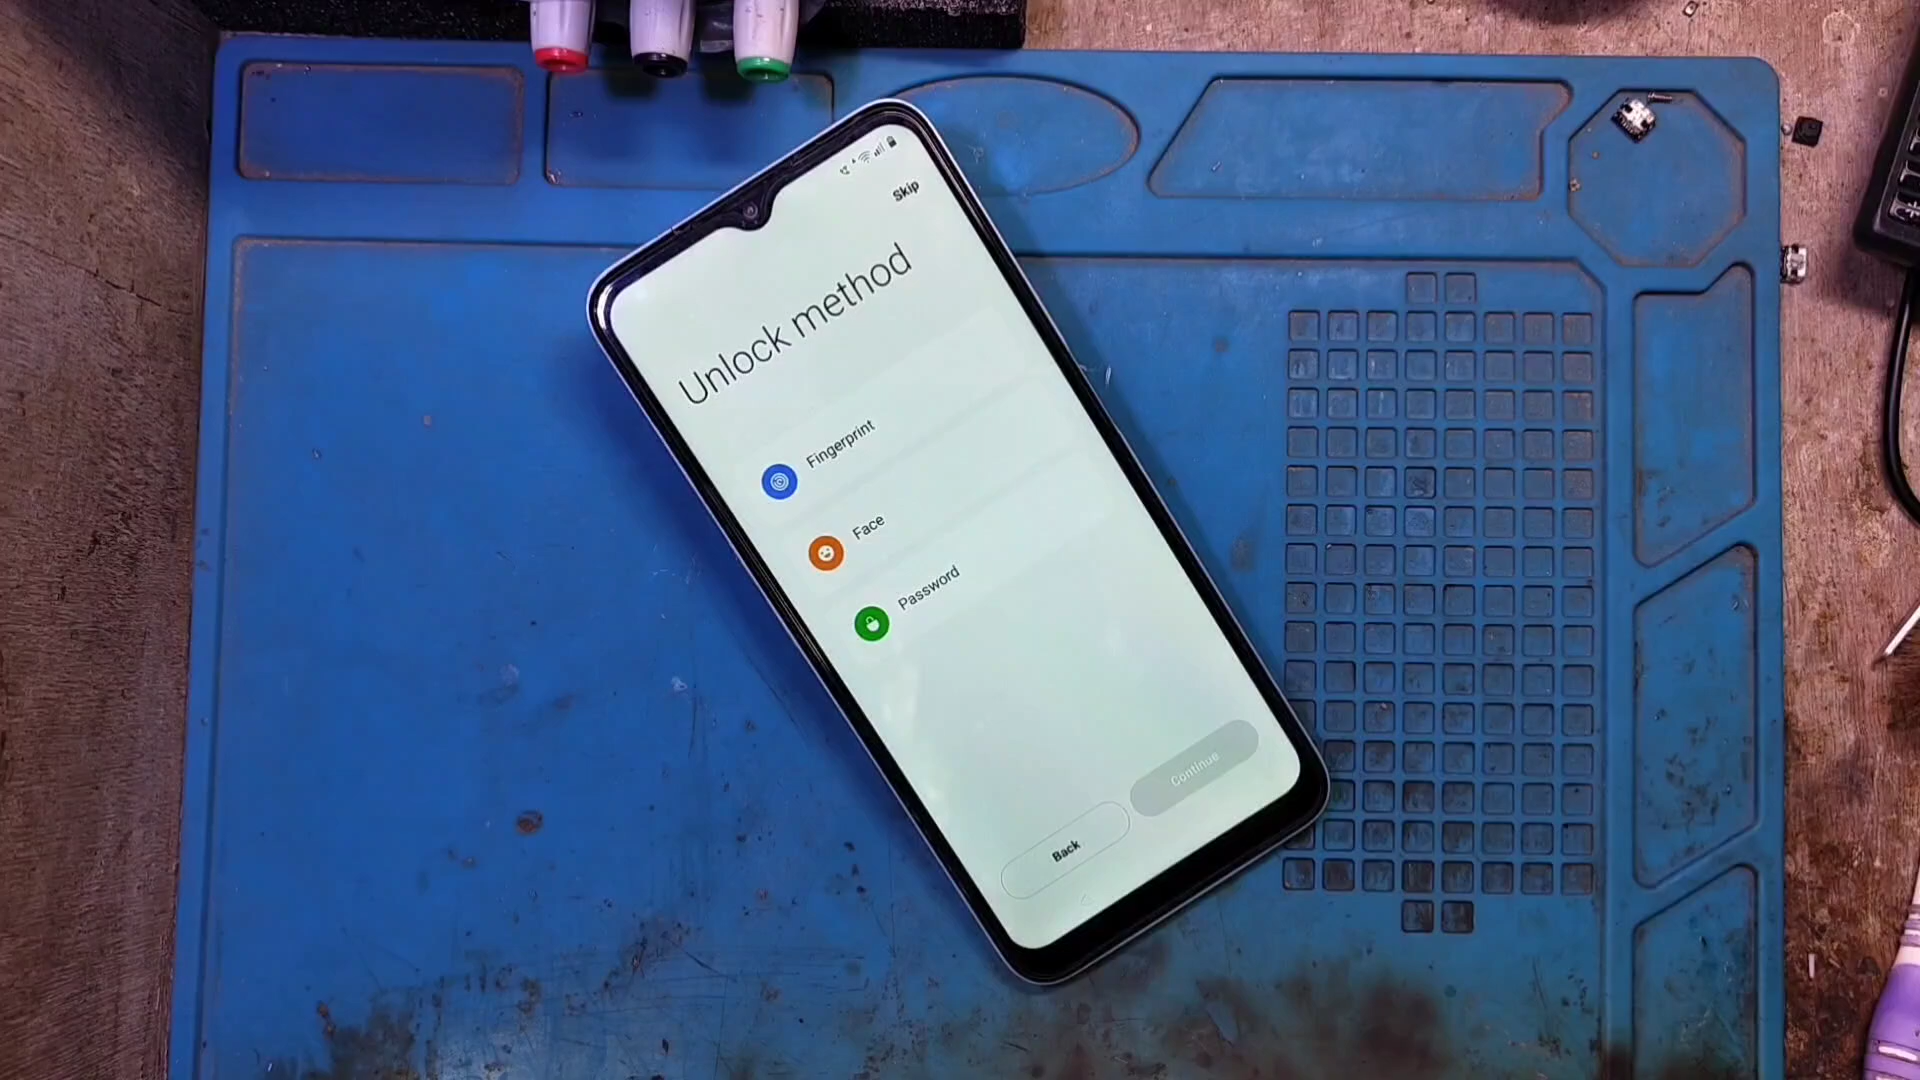 Skip
Unlock method
Fingerprint
Face
Password
Back
Continue